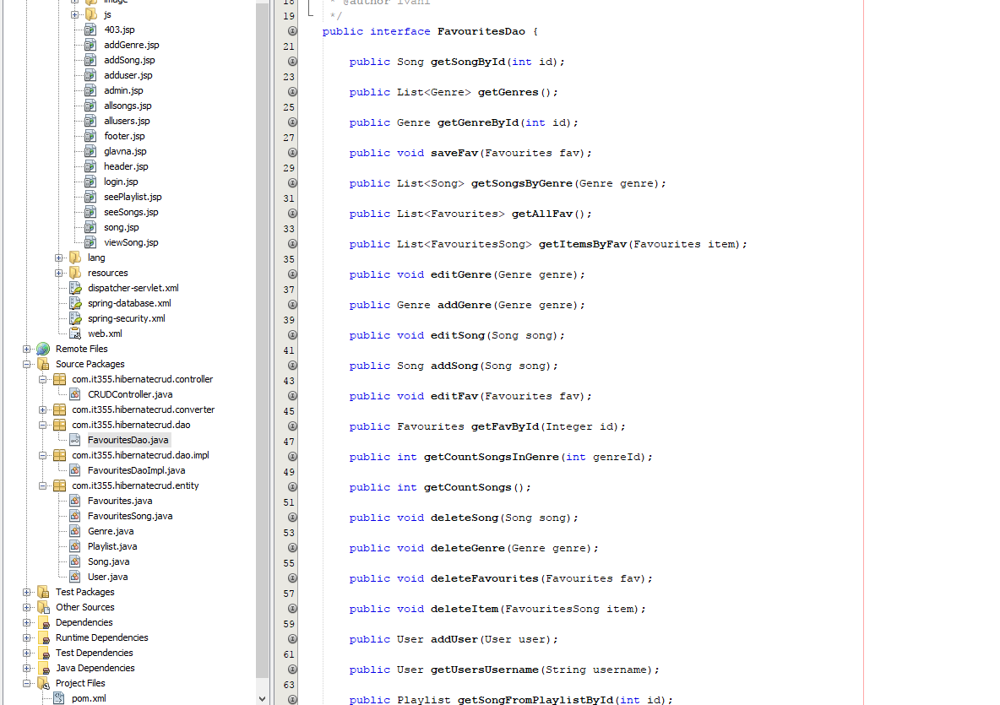 image
js
403.jsp
addGenre.jsp
addSong.jsp
adduser.jsp
admin.jsp
allsongs.jsp
allusers.jsp
footer.jsp
glavna.jsp
header.jsp
login.jsp
seePlaylist.jsp
seeSongs.jsp
song.jsp
viewSong.jsp
lang
resources
dispatcher-servlet.xml
spring-database.xml
spring-security.xml
web.xml
Remote Files
Source Packages
com.it355.hibernatecrud.controller
CRUDController.java
com.it355.hibernatecrud.converter
com.it355.hibernatecrud.dao
FavouritesDao.java
com.it355.hibernatecrud.dao.impl
FavouritesDaoImpl.java
com.it355.hibernatecrud.entity
Favourites.java
FavouritesSong.java
Genre.java
Playlist.java
Song.java
User.java
Test Packages
Other Sources
Dependencies
Runtime Dependencies
Test Dependencies
Java Dependencies
Project Files
pom.xml
18 * @author ivani
19 */
public interface FavouritesDao {
21
public Song getSongById(int id);
23
public List<Genre> getGenres();
25
public Genre getGenreById(int id);
27
public void saveFav(Favourites fav);
29
public List<Song> getSongsByGenre(Genre genre);
31
public List<Favourites> getAllFav();
33
public List<FavouritesSong> getItemsByFav(Favourites item);
35
public void editGenre(Genre genre);
37
public Genre addGenre(Genre genre);
39
public void editSong(Song song);
41
public Song addSong(Song song);
43
public void editFav(Favourites fav);
45
public Favourites getFavById(Integer id);
47
public int getCountSongsInGenre(int genreId);
49
public int getCountSongs();
51
public void deleteSong(Song song);
53
public void deleteGenre(Genre genre);
55
public void deleteFavourites(Favourites fav);
57
public void deleteItem(FavouritesSong item);
59
public User addUser(User user);
61
public User getUsersUsername(String username);
63
public Playlist getSongFromPlaylistById(int id);